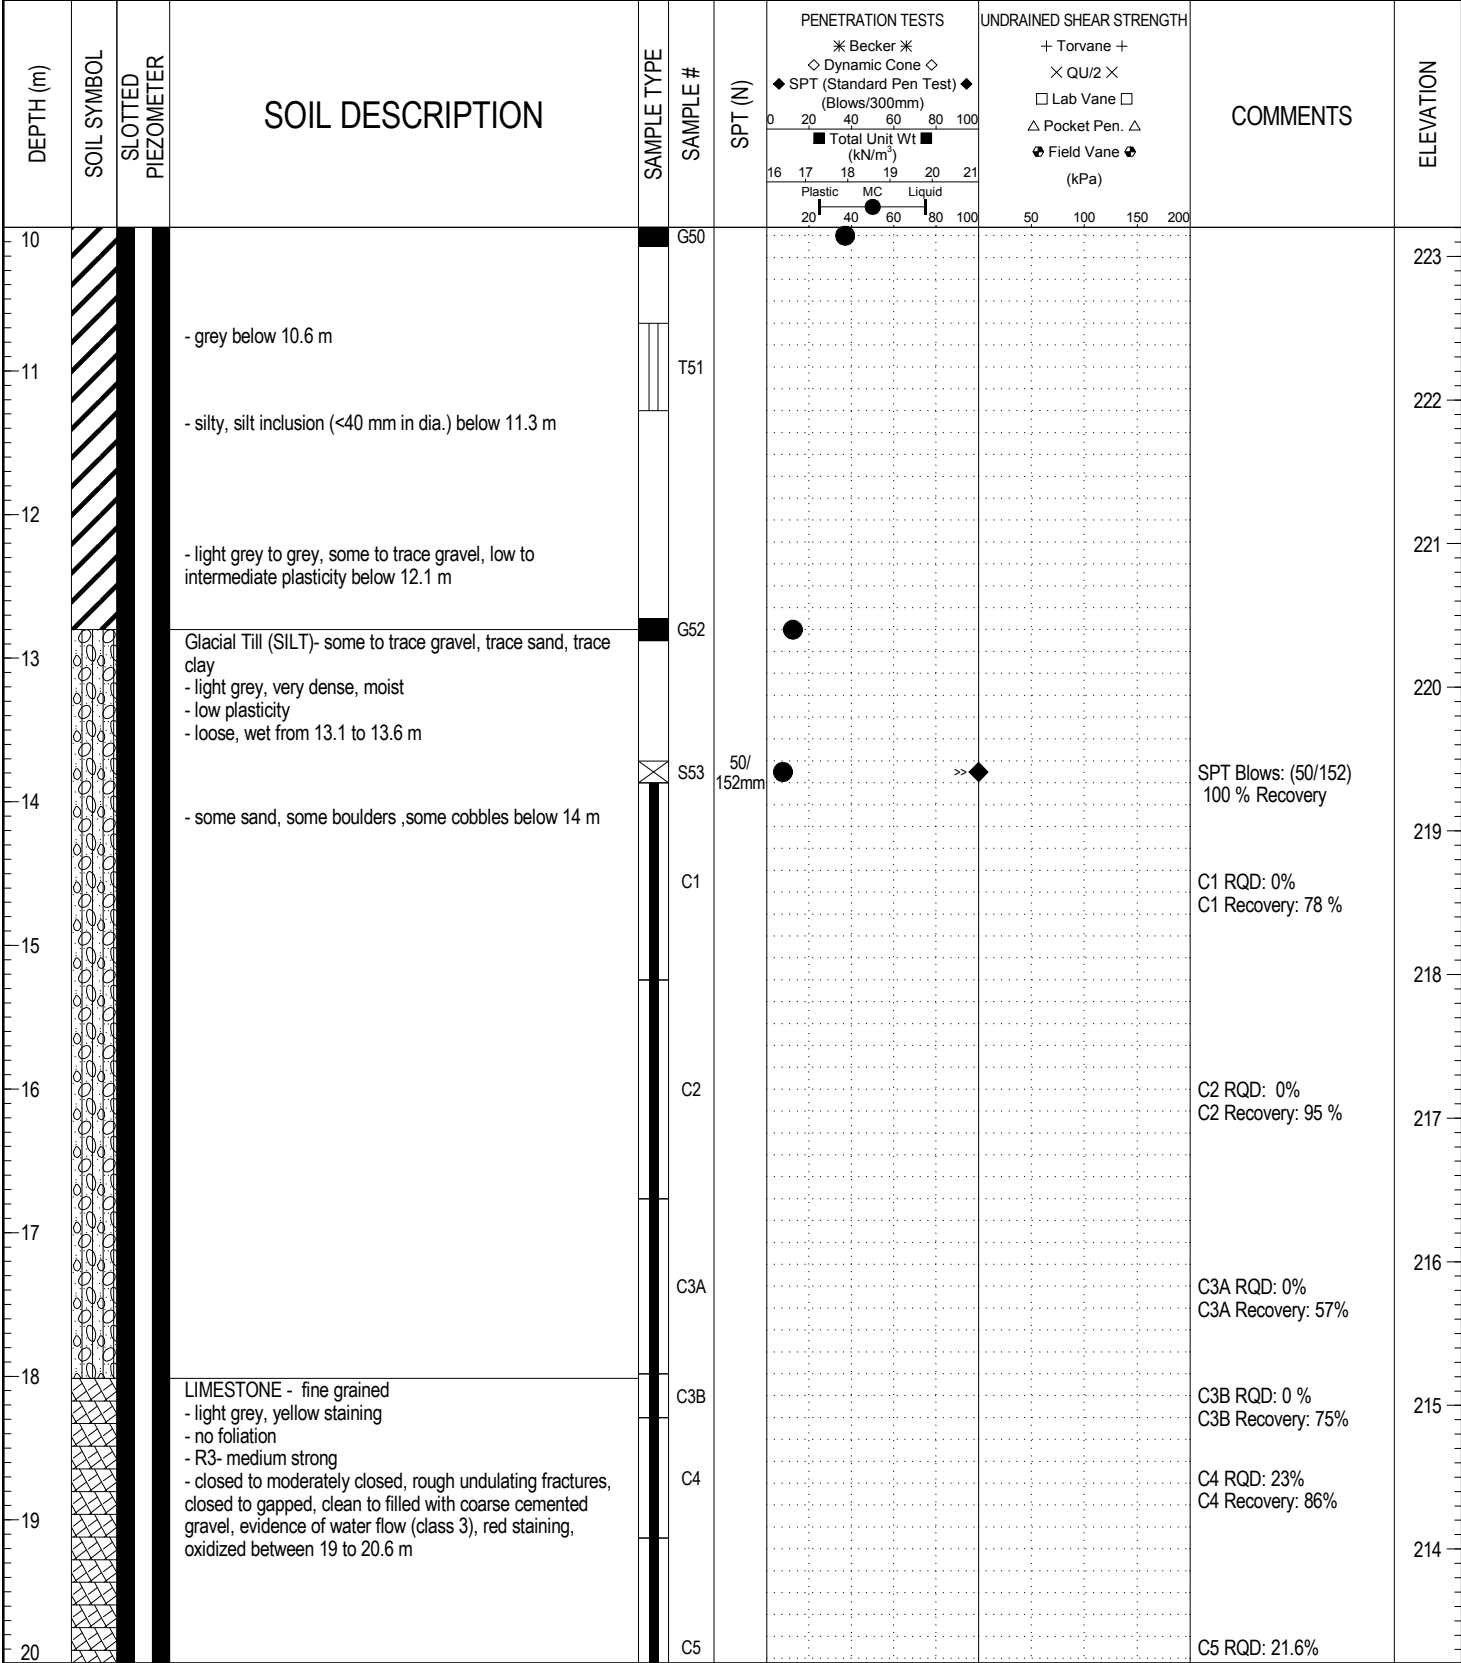 DEPTH (m)
SOIL SYMBOL
SLOTTED
PIEZOMETER
SOIL DESCRIPTION
SAMPLE TYPE
SAMPLE #
SPT (N)
PENETRATION TESTS
✳ Becker ✳
◇ Dynamic Cone ◇
◆ SPT (Standard Pen Test) ◆
(Blows/300mm)
0 20 40 60 80 100
■ Total Unit Wt ■
(kN/m³)
16 17 18 19 20 21
Plastic MC Liquid
20 40 60 80 100
UNDRAINED SHEAR STRENGTH
+ Torvane +
× QU/2 ×
□ Lab Vane □
△ Pocket Pen. △
Field Vane
(kPa)
50 100 150 200
COMMENTS
ELEVATION
10
G50
223
- grey below 10.6 m
11
T51
222
- silty, silt inclusion (<40 mm in dia.) below 11.3 m
12
221
- light grey to grey, some to trace gravel, low to
intermediate plasticity below 12.1 m
G52
Glacial Till (SILT)- some to trace gravel, trace sand, trace
clay
13
- light grey, very dense, moist
220
- low plasticity
- loose, wet from 13.1 to 13.6 m
S53
50/
152mm
>>
SPT Blows: (50/152)
100 % Recovery
14
- some sand, some boulders ,some cobbles below 14 m
219
C1
C1 RQD: 0%
C1 Recovery: 78 %
15
218
16
C2
C2 RQD: 0%
C2 Recovery: 95 %
217
17
216
C3A
C3A RQD: 0%
C3A Recovery: 57%
18
LIMESTONE - fine grained
C3B
C3B RQD: 0 %
- light grey, yellow staining
215
C3B Recovery: 75%
- no foliation
- R3- medium strong
- closed to moderately closed, rough undulating fractures,
C4
C4 RQD: 23%
closed to gapped, clean to filled with coarse cemented
C4 Recovery: 86%
19
gravel, evidence of water flow (class 3), red staining,
oxidized between 19 to 20.6 m
214
20
C5
C5 RQD: 21.6%